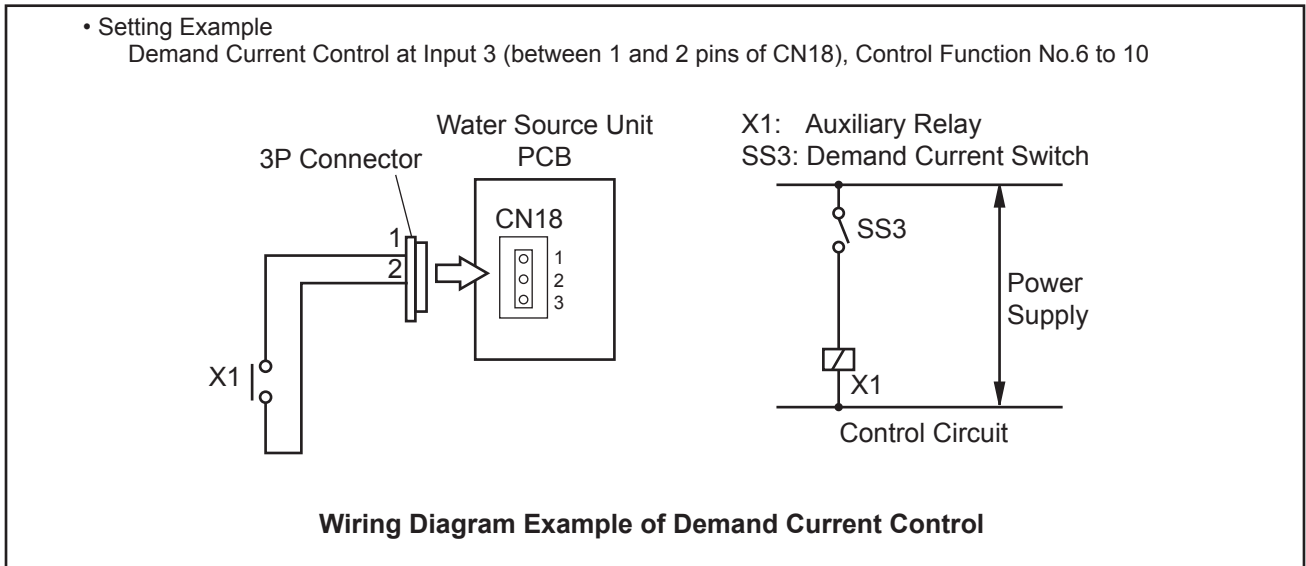 • Setting Example
Demand Current Control at Input 3 (between 1 and 2 pins of CN18), Control Function No.6 to 10
Water Source Unit
PCB
3P Connector
CN18
1
2
1
2
3
X1
X1: Auxiliary Relay
SS3: Demand Current Switch
SS3
Power
Supply
X1
Control Circuit
Wiring Diagram Example of Demand Current Control